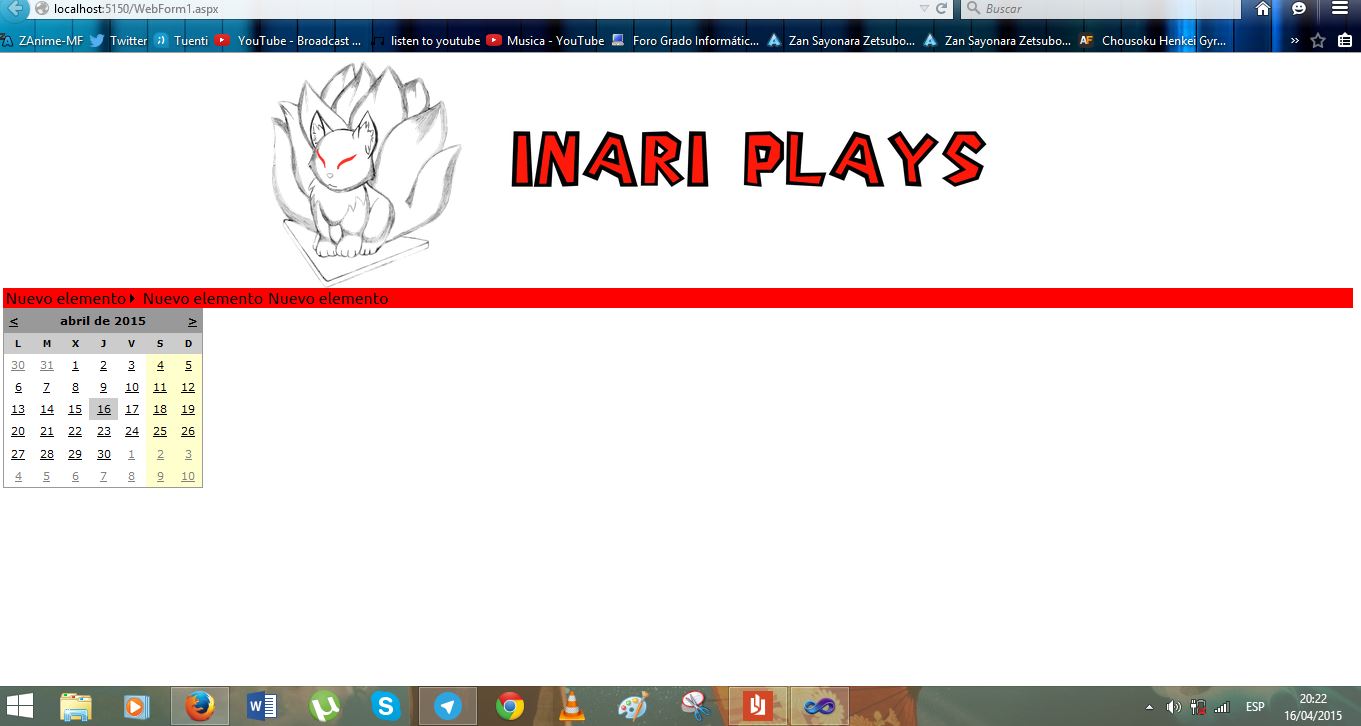 localhost:5150/WebForm1.aspx
Buscar
ZAnime-MF Twitter Tuenti YouTube - Broadcast ... listen to youtube Musica - YouTube Foro Grado Informátic... Zan Sayonara Zetsubo... Zan Sayonara Zetsubo... AF Chousoku Henkei Gyr... »
INARI PLAYS
Nuevo elemento Nuevo elemento Nuevo elemento
< abril de 2015 >
L M X J V S D
30 31 1 2 3 4 5
6 7 8 9 10 11 12
13 14 15 16 17 18 19
20 21 22 23 24 25 26
27 28 29 30 1 2 3
4 5 6 7 8 9 10
ESP
20:22
16/04/2015